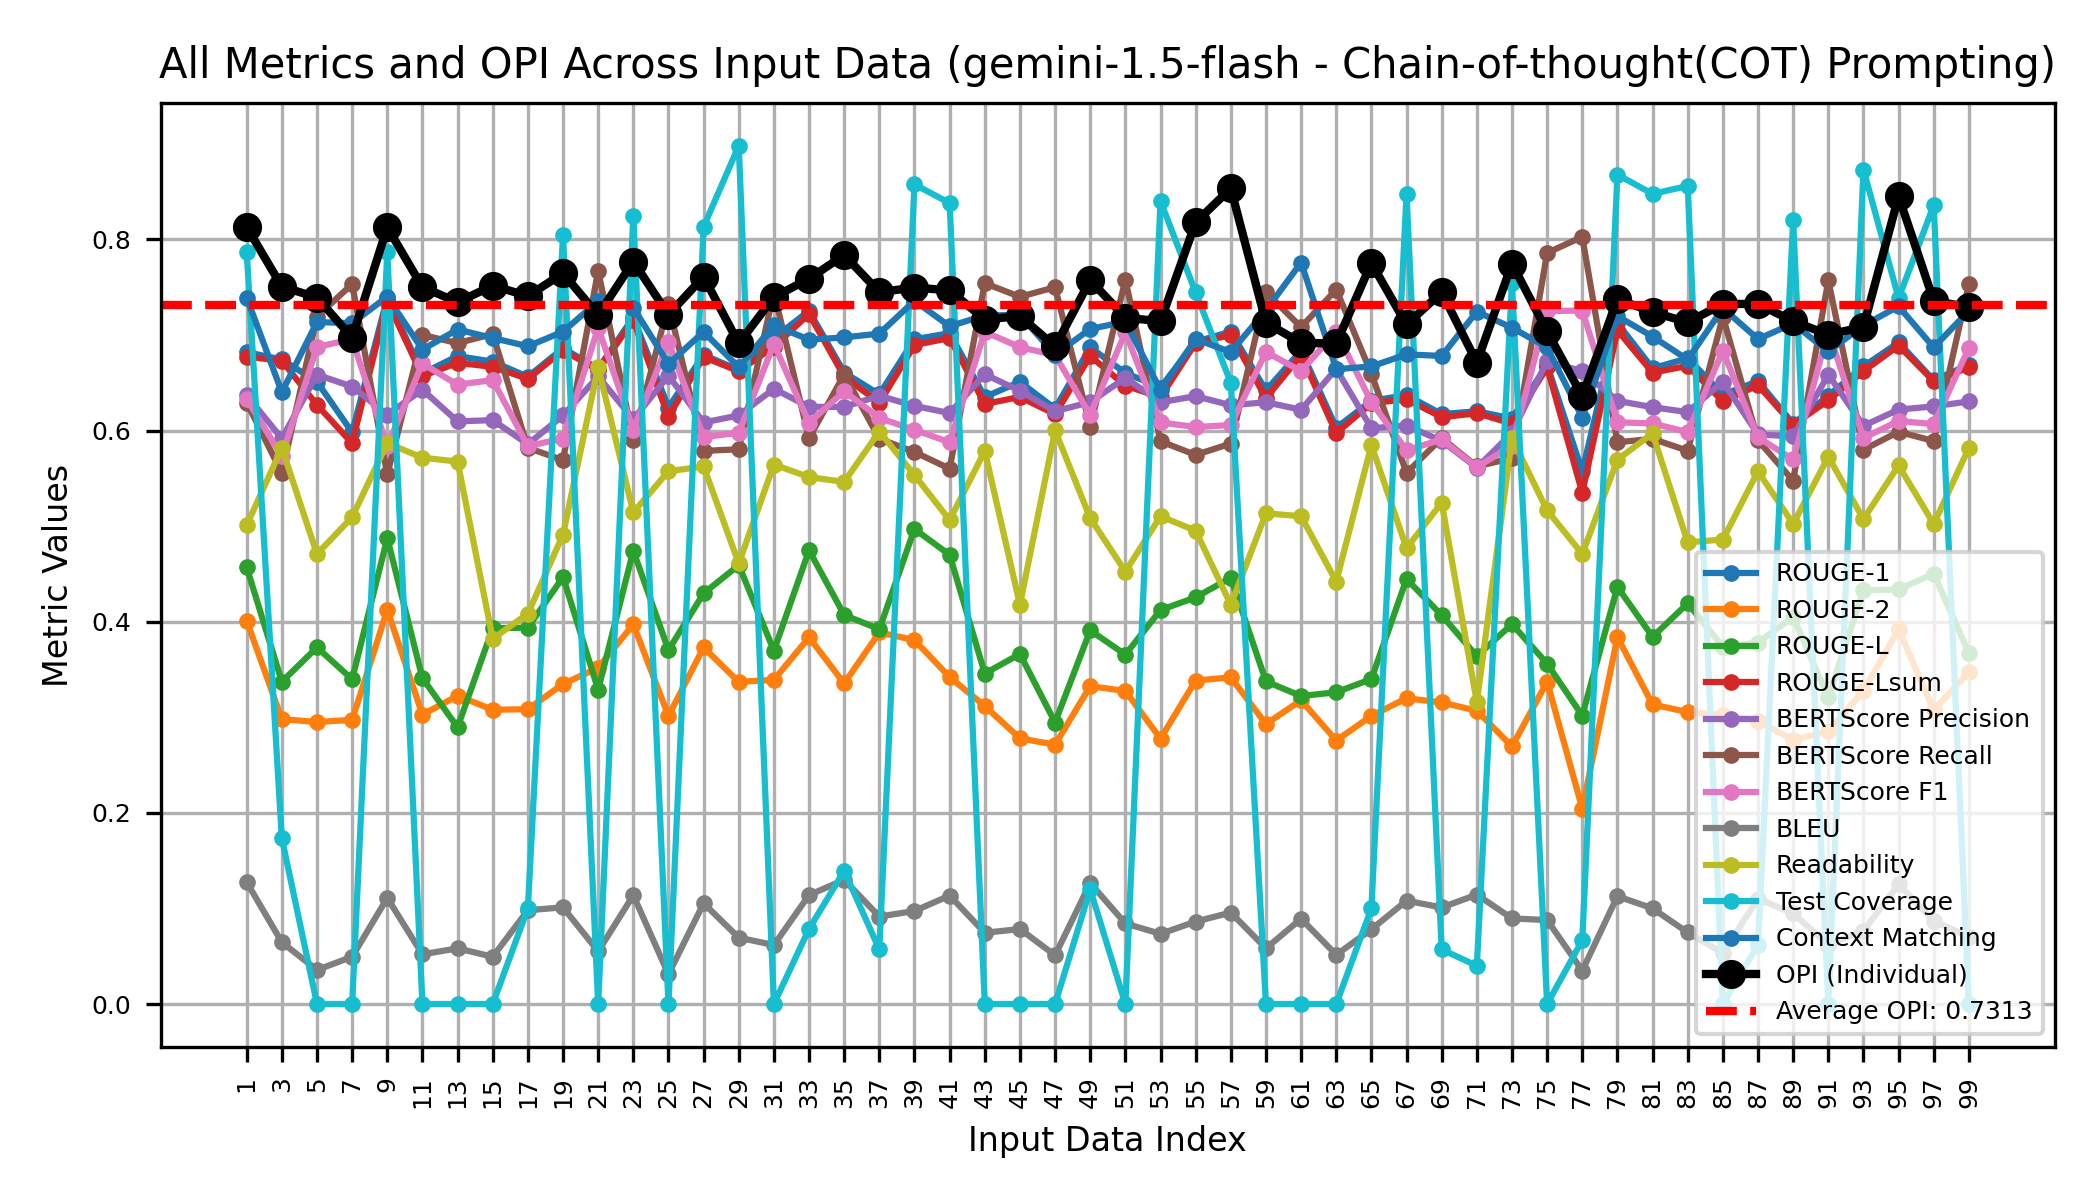 All Metrics and OPI Across Input Data (gemini-1.5-flash - Chain-of-thought(COT) Prompting)
Metric Values
0.8
0.6
0.4
0.2
0.0
ROUGE-1
ROUGE-2
ROUGE-L
ROUGE-Lsum
BERTScore Precision
BERTScore Recall
BERTScore F1
BLEU
Readability
Test Coverage
Context Matching
OPI (Individual)
Average OPI: 0.7313
1 3 5 7 9 11 13 15 17 19 21 23 25 27 29 31 33 35 37 39 41 43 45 47 49 51 53 55 57 59 61 63 65 67 69 71 73 75 77 79 81 83 85 87 89 91 93 95 97 99
Input Data Index